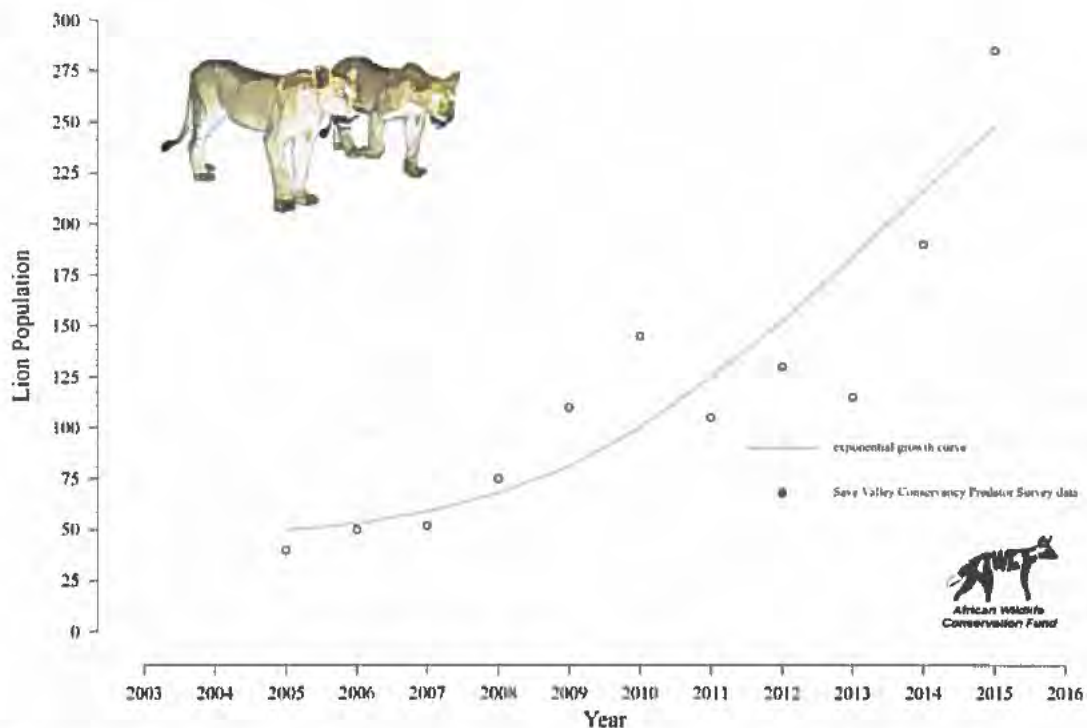 300
275
250
225
200
175
150
125
100
75
50
25
0
Lion Population
exponential growth curve
Save Valley Conservancy Predator Survey data
AWCF
African Wildlife
Conservation Fund
2003 2004 2005 2006 2007 2008 2009 2010 2011 2012 2013 2014 2015 2016
Year